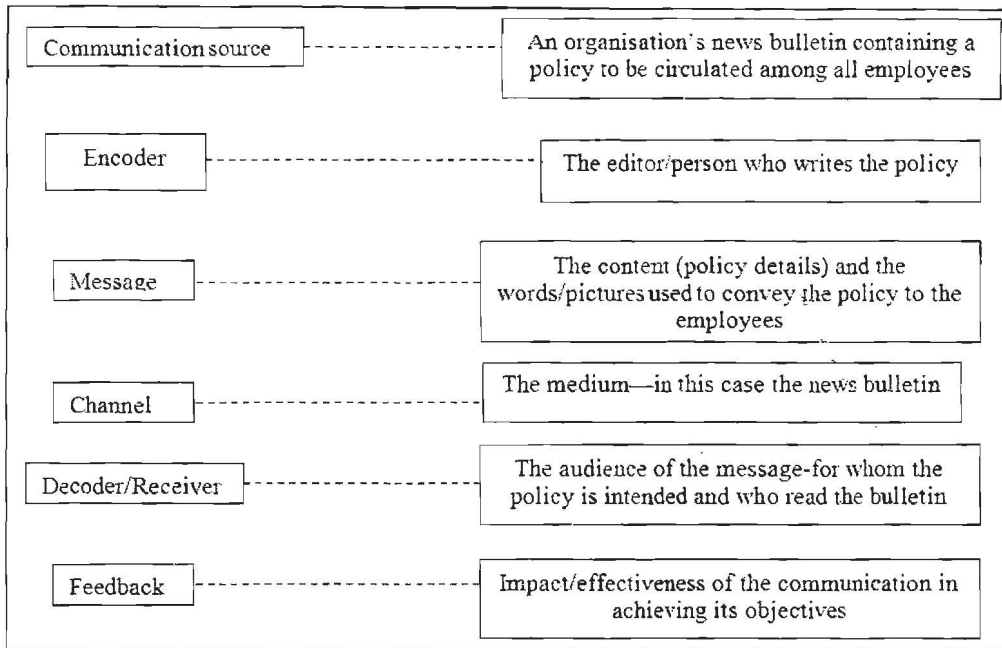 Communication source
An organisation's news bulletin containing a
policy to be circulated among all employees
Encoder
The editor/person who writes the policy
Message
The content (policy details) and the
words/pictures used to convey the policy to the
employees
Channel
The medium—in this case the news bulletin
Decoder/Receiver
The audience of the message-for whom the
policy is intended and who read the bulletin
Feedback
Impact/effectiveness of the communication in
achieving its objectives